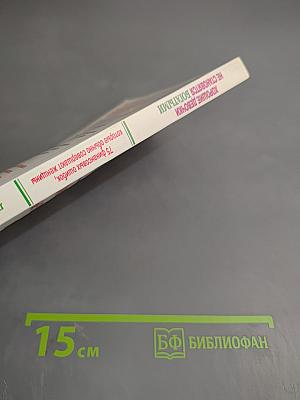 ХОРОШИЕ ДЕВОЧКИ
НЕ СТАНОВЯТСЯ БОГАТЫМИ
75 финансовых ошибок,
которые обычно совершают женщины
15 см
БФ БИБЛИОФАН